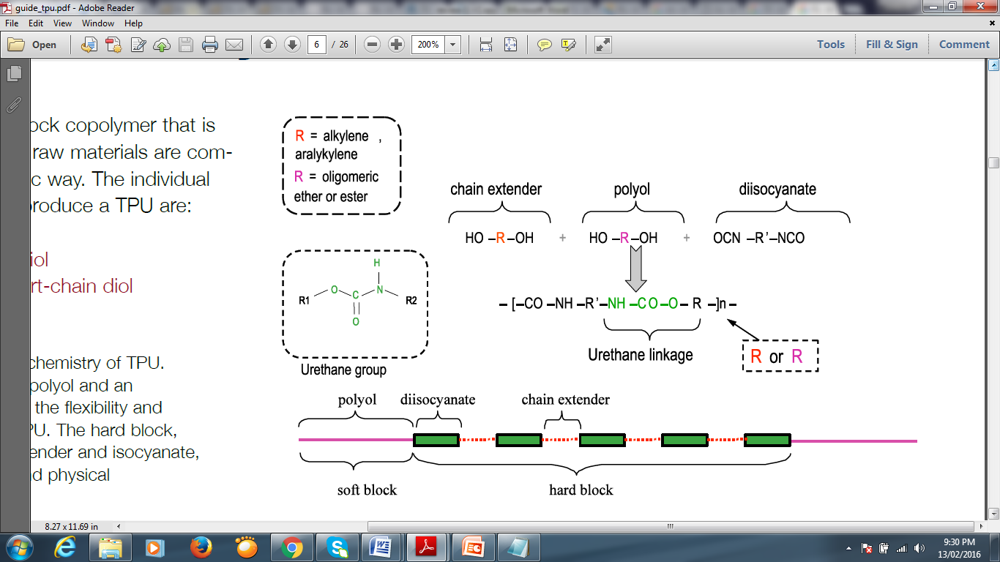 guide_tpu.pdf - Adobe Reader
File Edit View Window Help
Open 6 / 26 200% Tools Fill & Sign Comment
ock copolymer that is
raw materials are com-
c way. The individual
produce a TPU are:
iol
rt-chain diol
chemistry of TPU.
polyol and an
the flexibility and
PU. The hard block,
ender and isocyanate,
d physical
R = alkylene ,
aralykylene
R = oligomeric
ether or ester
chain extender polyol diisocyanate
HO –R–OH + HO –R–OH + OCN –R’–NCO
– [–CO –NH –R’–NH –CO –O– R –]n –
Urethane linkage
R or R
H
R1 O C N R2
O
Urethane group
polyol diisocyanate chain extender
soft block hard block
8.27 x 11.69 in
9:30 PM
13/02/2016